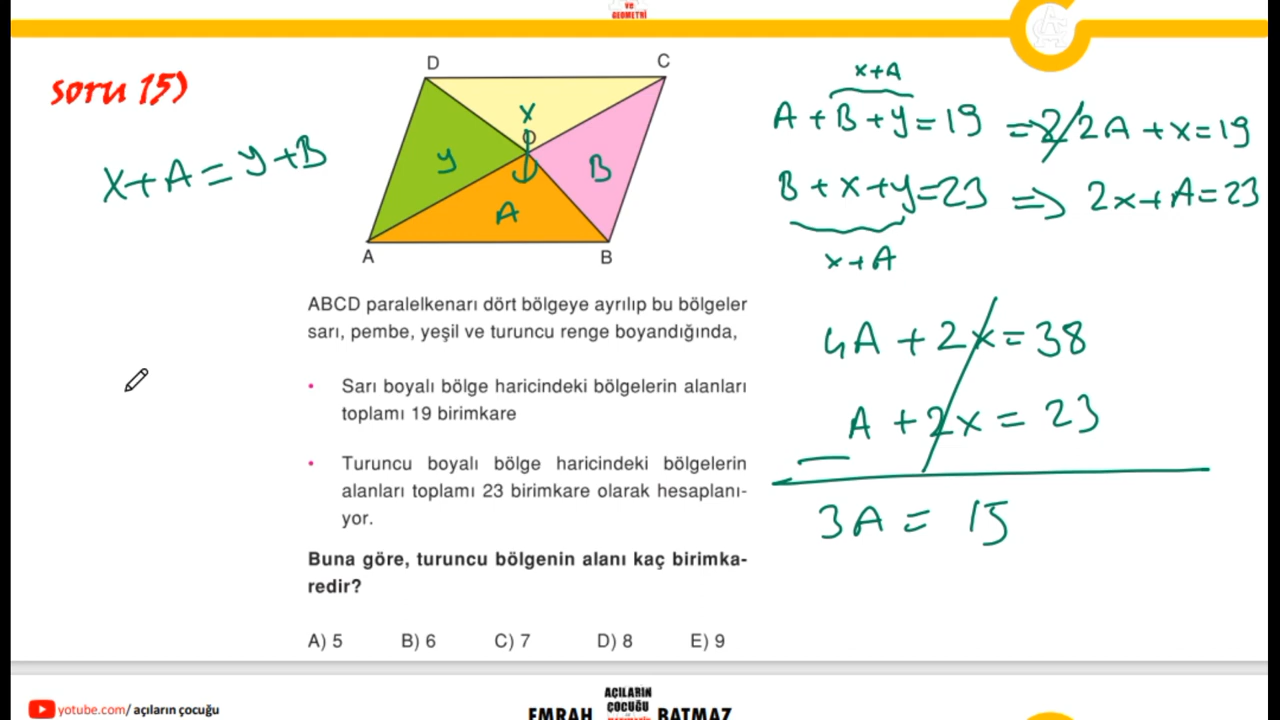 ve
GEOMETRİ
soru 15)
X+A=y+B
D
C
X
O
y
B
A
A
B
x+A
A+B+y=19 => 2A+x=19
B+x+y=23 => 2x+A=23
x+A
4A+2x=38
A+2x=23
3A=15
ABCD paralelkenarı dört bölgeye ayrılıp bu bölgeler
sarı, pembe, yeşil ve turuncu renge boyandığında,
• Sarı boyalı bölge haricindeki bölgelerin alanları
toplamı 19 birimkare
• Turuncu boyalı bölge haricindeki bölgelerin
alanları toplamı 23 birimkare olarak hesaplanı-
yor.
Buna göre, turuncu bölgenin alanı kaç birimka-
redir?
A) 5 B) 6 C) 7 D) 8 E) 9
yotube.com/ açıların çocuğu
EMRAH AÇILARIN ÇOCUĞU BATMAZ